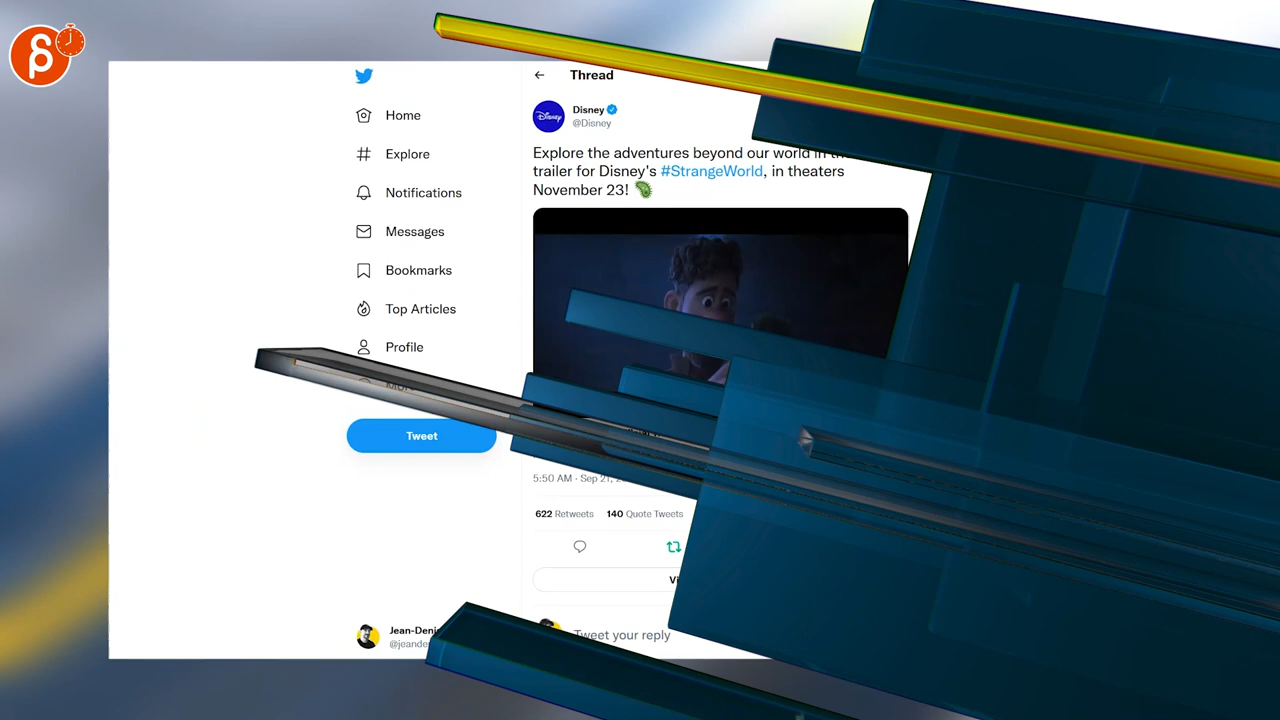 Thread
Home
Explore
Notifications
Messages
Bookmarks
Top Articles
Profile
Tweet
Disney
@Disney
Explore the adventures beyond our world in
trailer for Disney's #StrangeWorld, in theaters
November 23!
5:50 AM · Sep 21,
622 Retweets 140 Quote Tweets
Tweet your reply